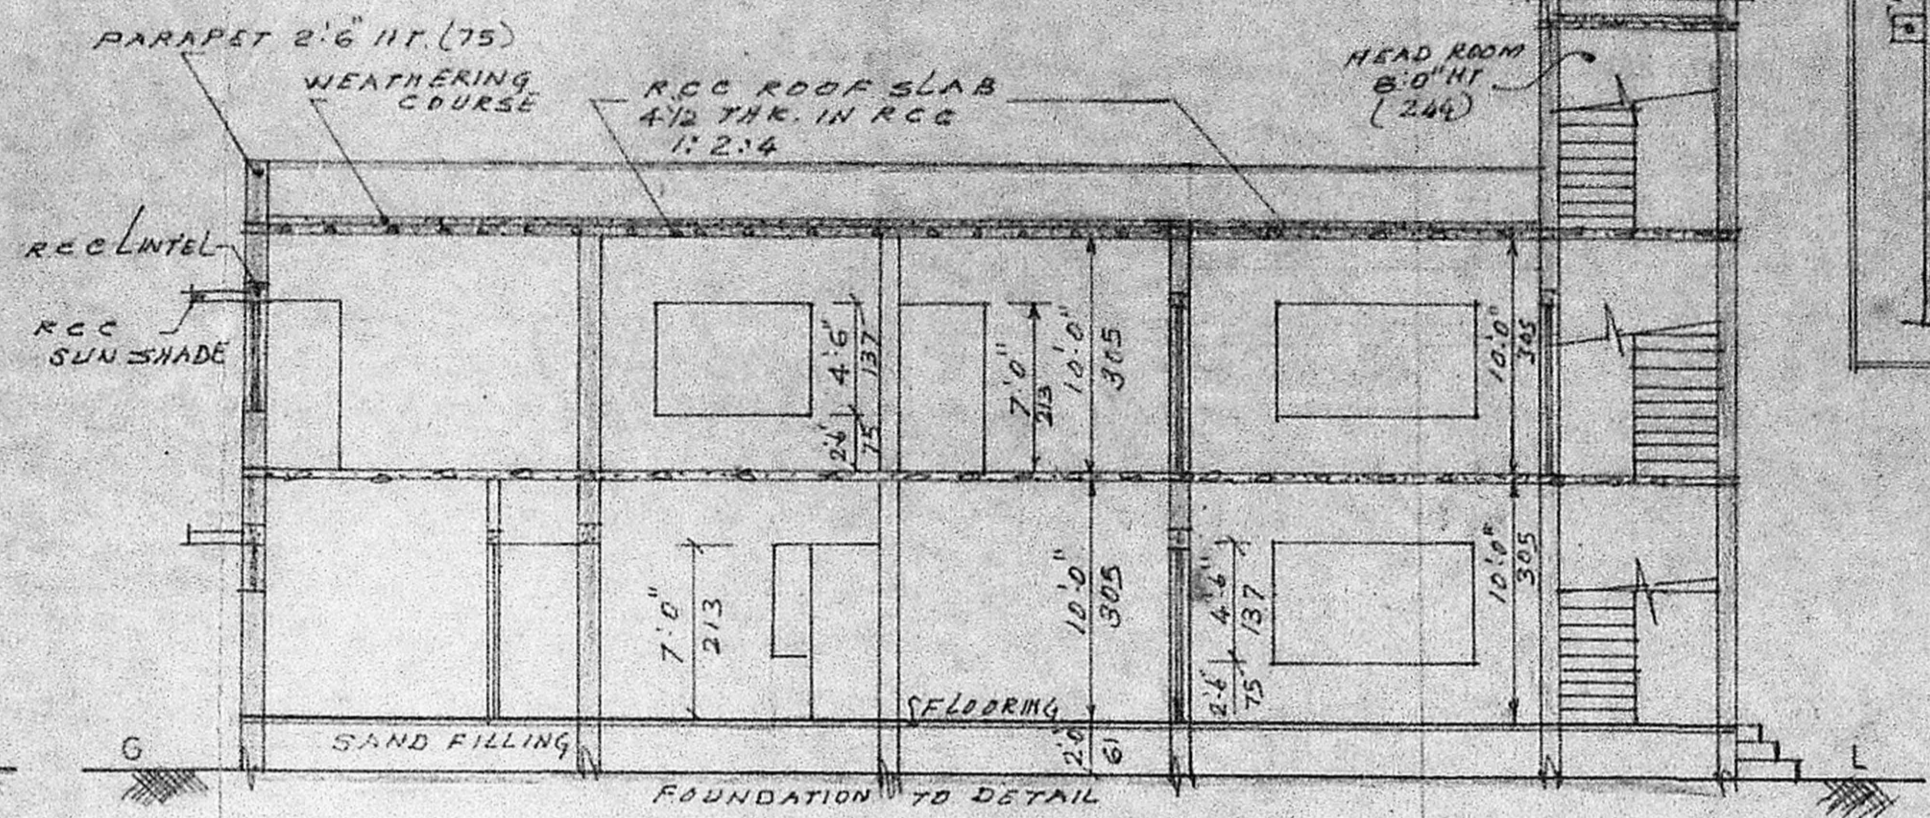 PARAPET 2'.6" HT. (75)
WEATHERING
COURSE
R.C.C ROOF SLAB
4½ THK. IN RCC
1:2:4
HEAD ROOM
8'.0" HT
(244)
RCC LINTEL
RCC
SUN SHADE
4'.6"
137
2'.6"
75
7'.0"
213
10'.0"
305
10'.0"
305
7'.0"
213
10'.0"
305
4'.6"
137
2'.6"
75
10'.0"
305
FLOORING
SAND FILLING
2'.0"
61
G
L
FOUNDATION TO DETAIL